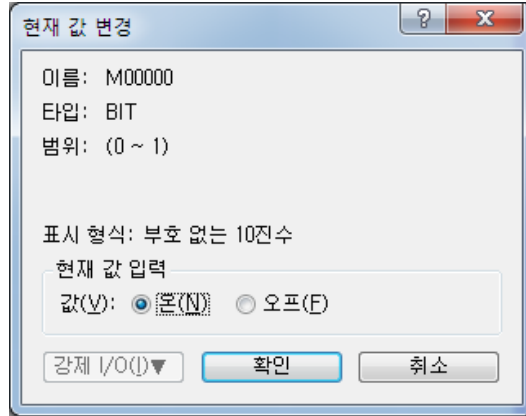 현재 값 변경
이름: M00000
타입: BIT
범위: (0 ~ 1)
표시 형식: 부호 없는 10진수
현재 값 입력
값(V): 온(N) 오프(F)
강제 I/O(I)▼ 확인 취소